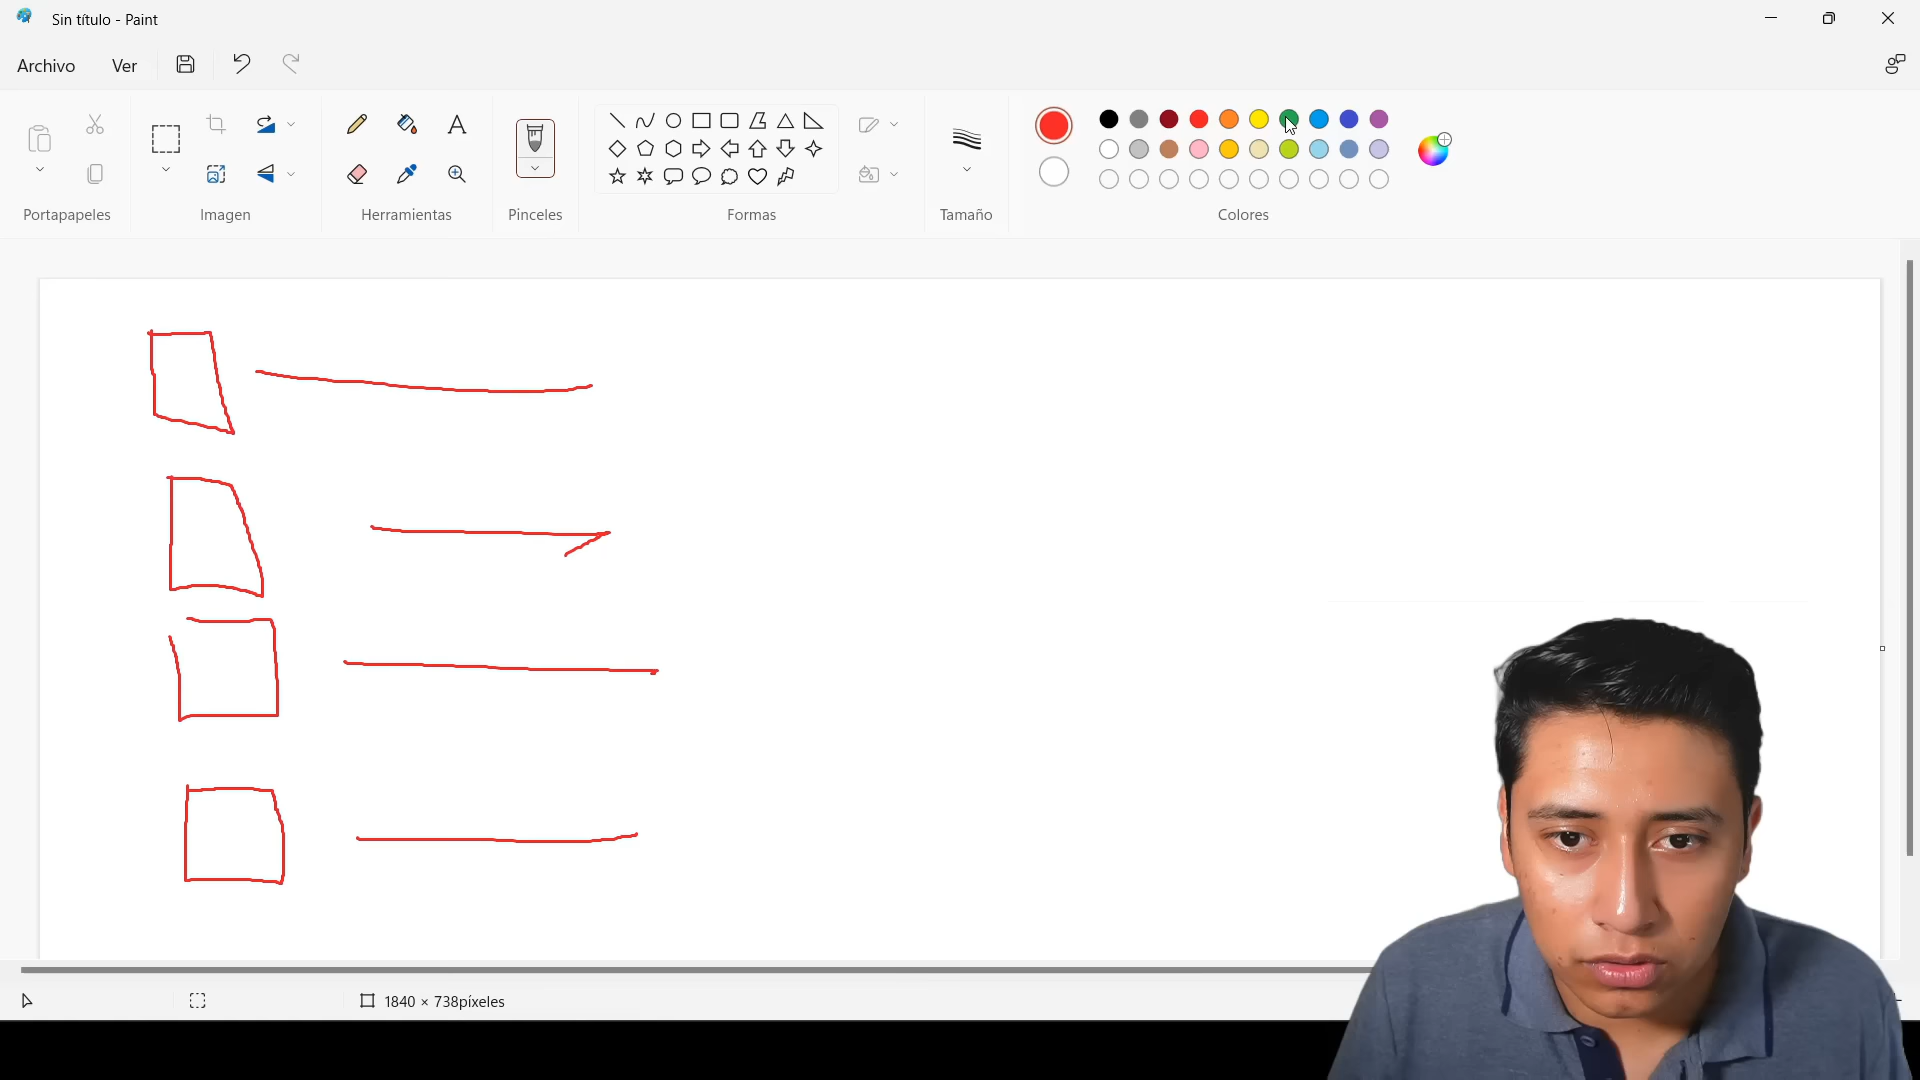 Sin título - Paint
Archivo Ver
Portapapeles Imagen Herramientas Pinceles Formas Tamaño Colores
1840 × 738píxeles